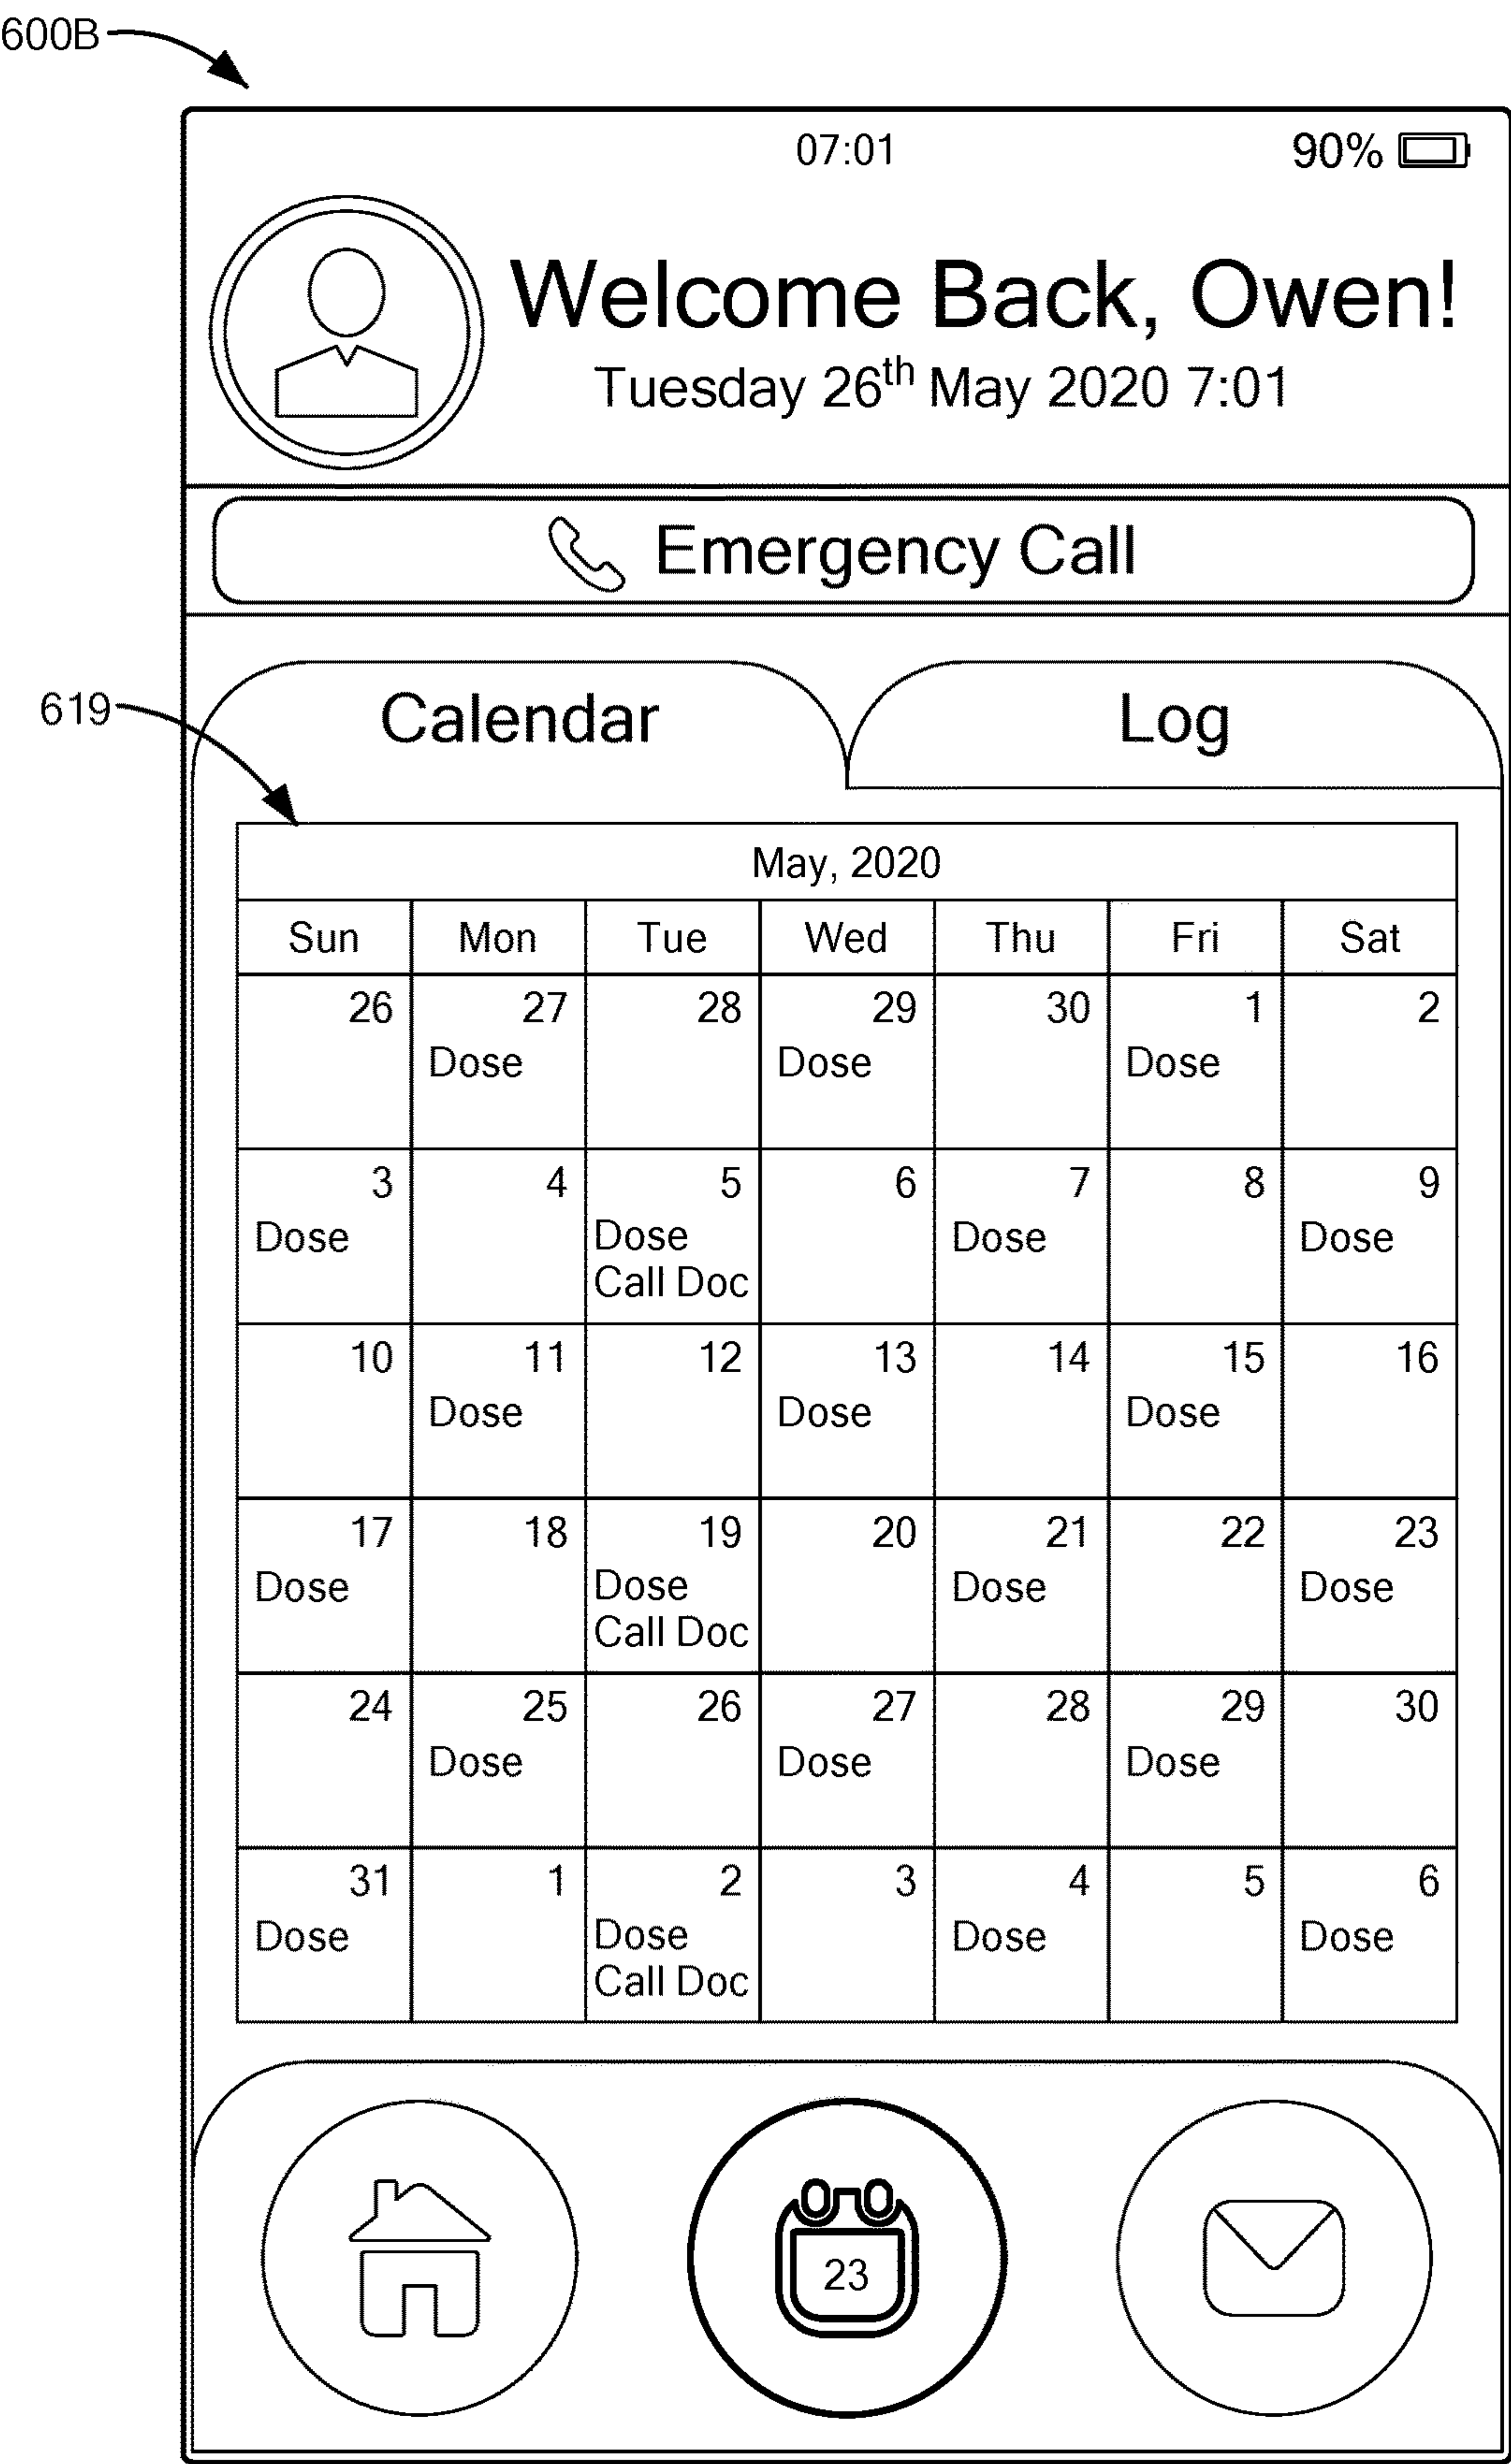 600B
07:01 90%
Welcome Back, Owen!
Tuesday 26th May 2020 7:01
Emergency Call
619
Calendar Log
May, 2020
Sun Mon Tue Wed Thu Fri Sat
26 27 28 29 30 1 2
Dose Dose Dose
3 4 5 6 7 8 9
Dose Dose Dose Dose
Call Doc
10 11 12 13 14 15 16
Dose Dose Dose
17 18 19 20 21 22 23
Dose Dose Dose Dose
Call Doc
24 25 26 27 28 29 30
Dose Dose Dose
31 1 2 3 4 5 6
Dose Dose Dose Dose
Call Doc
23